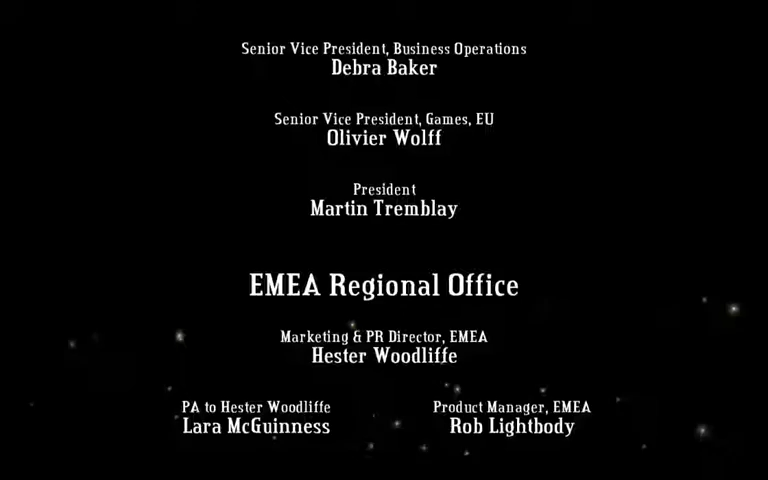 Senior Vice President, Business Operations
Debra Baker
Senior Vice President, Games, EU
Olivier Wolff
President
Martin Tremblay
EMEA Regional Office
Marketing & PR Director, EMEA
Hester Woodliffe
PA to Hester Woodliffe
Lara McGuinness
Product Manager, EMEA
Rob Lightbody